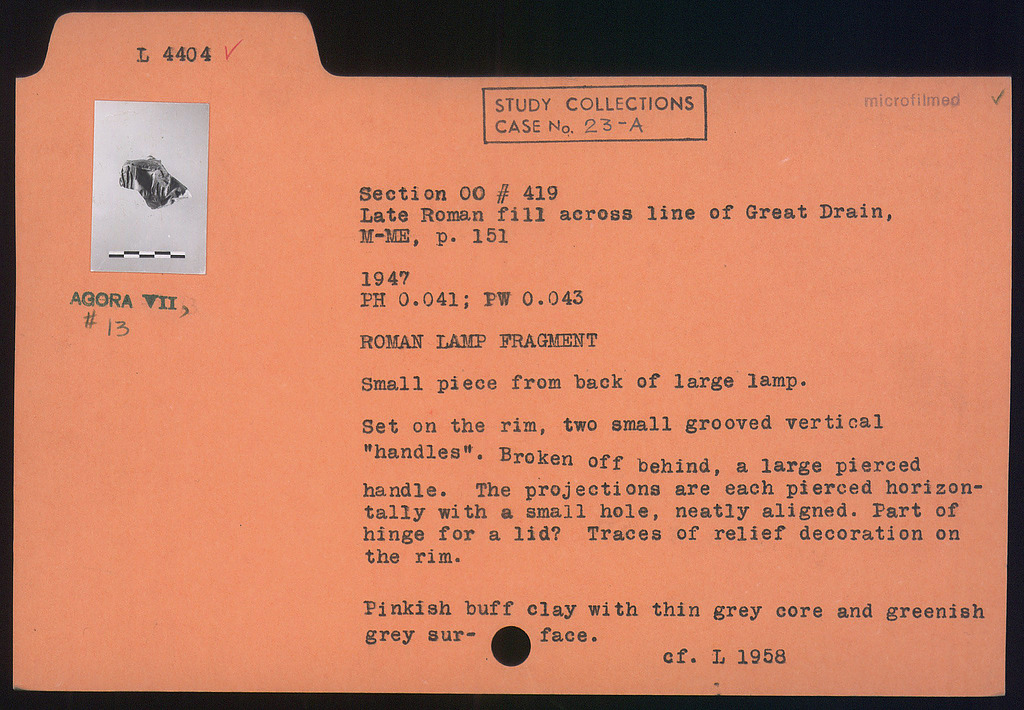 L 4404 ✓
STUDY COLLECTIONS
CASE No. 23-A
microfilmed ✓
Section OO # 419
Late Roman fill across line of Great Drain,
M-ME, p. 151
1947
PH 0.041; PW 0.043
AGORA VII,
# 13
ROMAN LAMP FRAGMENT
Small piece from back of large lamp.
Set on the rim, two small grooved vertical
"handles". Broken off behind, a large pierced
handle. The projections are each pierced horizon-
tally with a small hole, neatly aligned. Part of
hinge for a lid? Traces of relief decoration on
the rim.
Pinkish buff clay with thin grey core and greenish
grey sur- face.
cf. L 1958